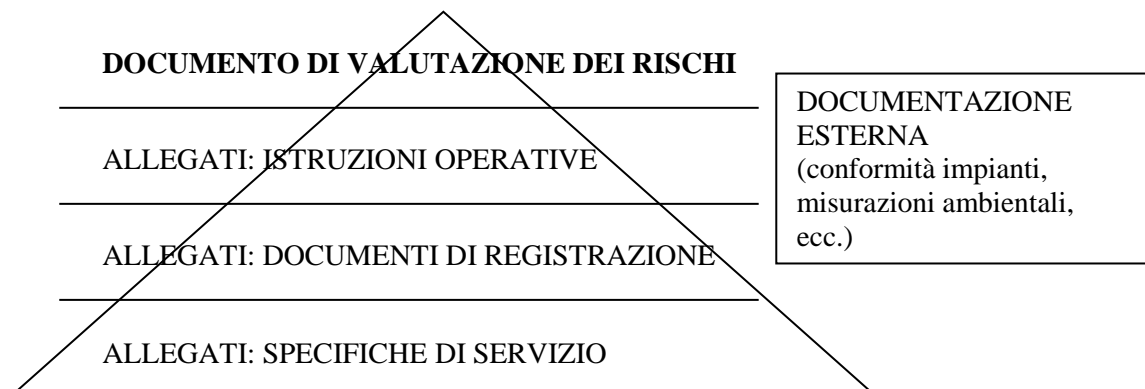 DOCUMENTO DI VALUTAZIONE DEI RISCHI
ALLEGATI: ISTRUZIONI OPERATIVE
ALLEGATI: DOCUMENTI DI REGISTRAZIONE
ALLEGATI: SPECIFICHE DI SERVIZIO
DOCUMENTAZIONE
ESTERNA
(conformità impianti,
misurazioni ambientali,
ecc.)